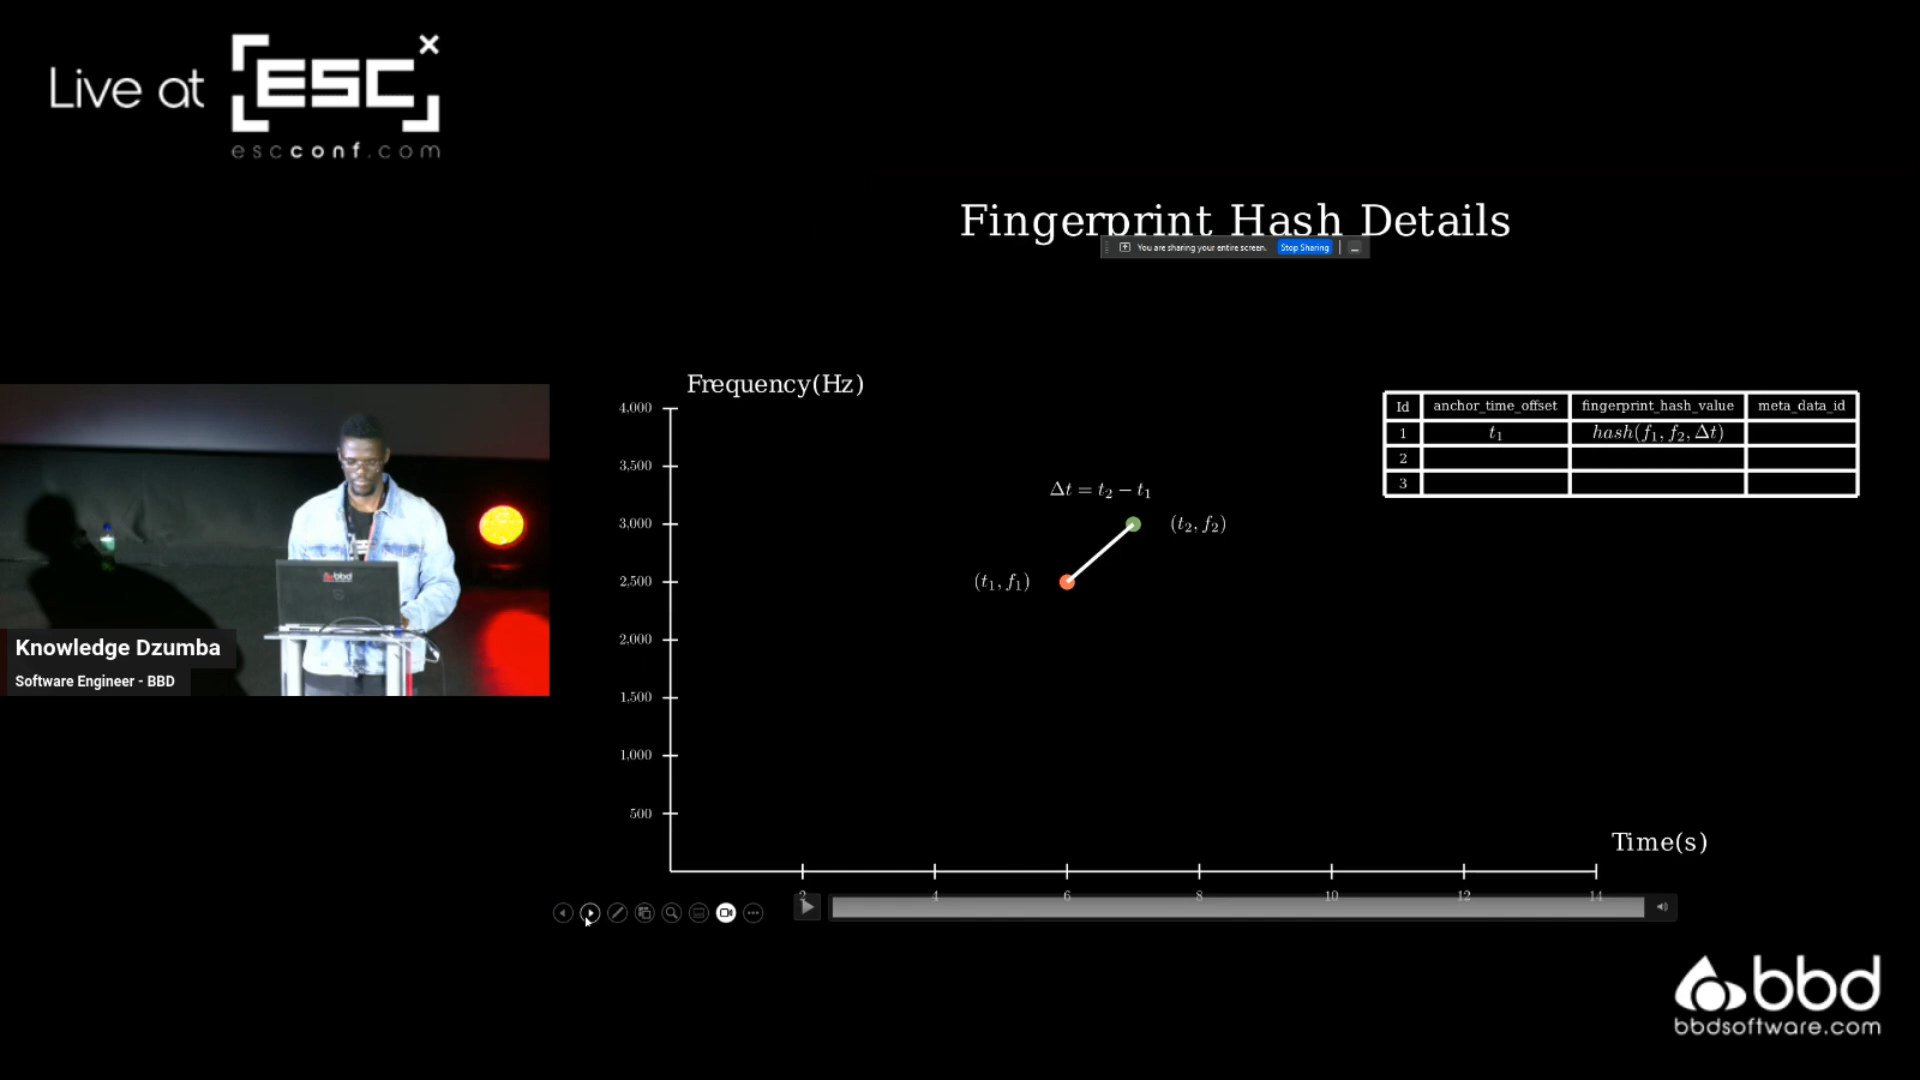 Live at ESC
escconf.com
Fingerprint Hash Details
You are sharing your entire screen. Stop Sharing
Frequency(Hz)
4,000
3,500
3,000
2,500
2,000
1,500
1,000
500
Δt = t₂ − t₁
(t₂, f₂)
(t₁, f₁)
Id anchor_time_offset fingerprint_hash_value meta_data_id
1 t₁ hash(f₁, f₂, Δt)
2
3
Time(s)
2 4 6 8 10 12 14
bbd
Knowledge Dzumba
Software Engineer - BBD
bbd
bbdsoftware.com